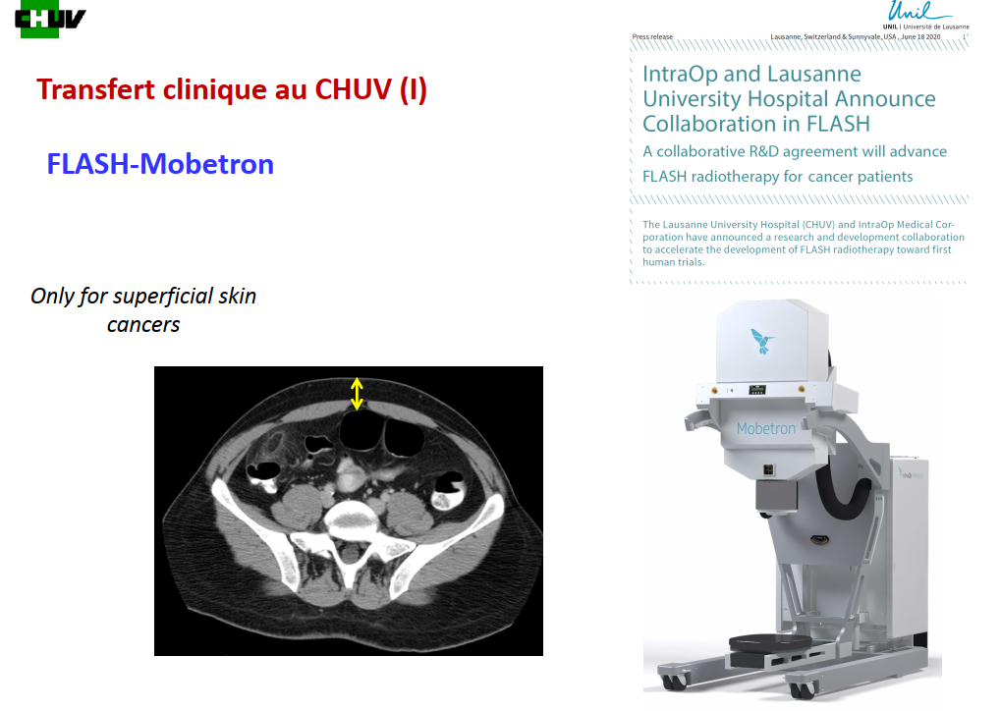 CHUV
Transfert clinique au CHUV (I)
FLASH-Mobetron
Only for superficial skin
cancers
Unil
UNIL | Université de Lausanne
Press release Lausanne, Switzerland & Sunnyvale, USA, June 18 2020
IntraOp and Lausanne
University Hospital Announce
Collaboration in FLASH
A collaborative R&D agreement will advance
FLASH radiotherapy for cancer patients
The Lausanne University Hospital (CHUV) and IntraOp Medical Cor-
poration have announced a research and development collaboration
to accelerate the development of FLASH radiotherapy toward first
human trials.
Mobetron